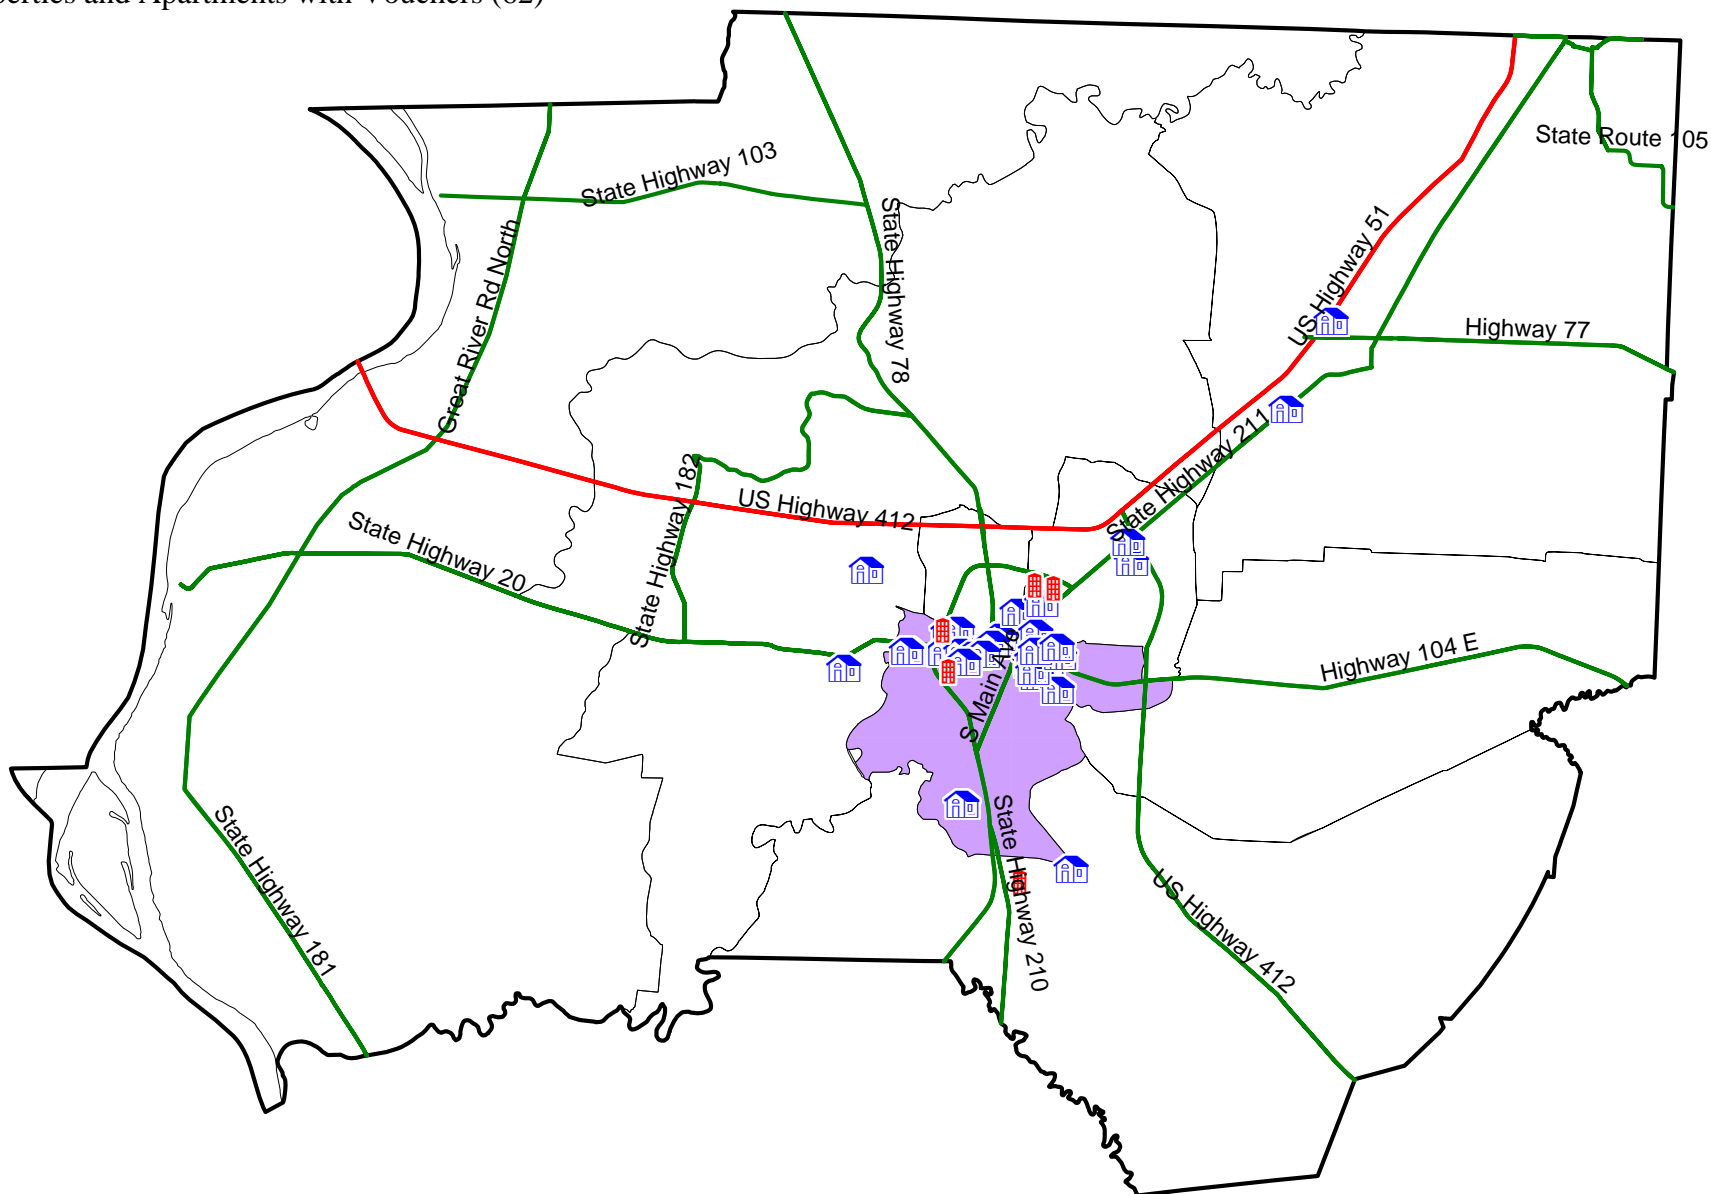 and Apartments with Vouchers (82)
State Route 105
State Highway 103
State Highway 78
US Highway 51
Great River Rd North
Highway 77
State Highway 211
State Highway 182
US Highway 412
State Highway 20
Highway 104 E
S Main Ave
State Highway 210
State Highway 181
US Highway 412